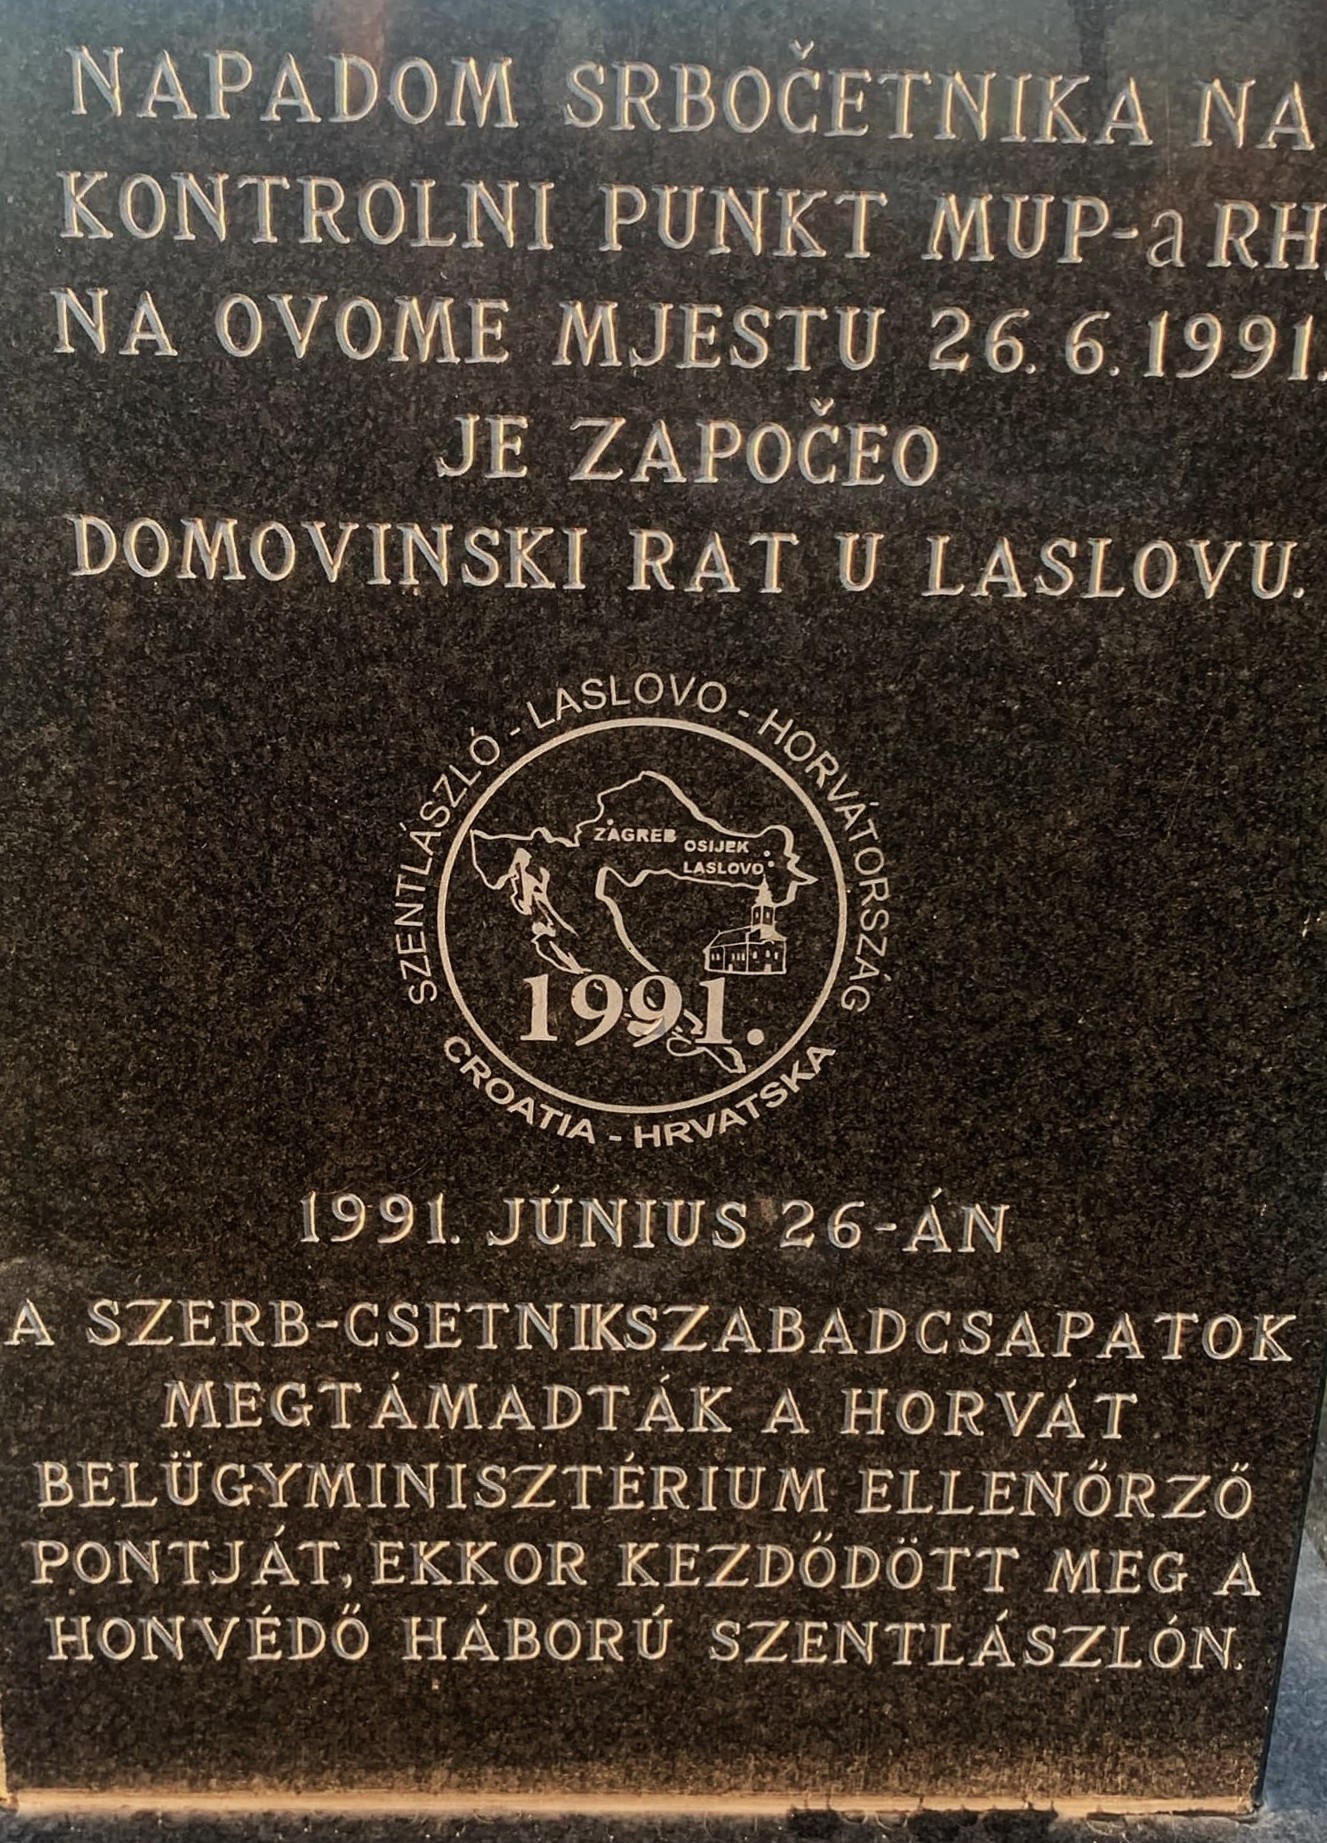 NAPADOM SRBOČETNIKA NA
KONTROLNI PUNKT MUP-a RH,
NA OVOME MJESTU 26.6.1991.
JE ZAPOČEO
DOMOVINSKI RAT U LASLOVU.
SZENTLÁSZLÓ - LASLOVO - HORVÁTORSZÁG
ZAGREB
OSIJEK
LASLOVO
1991.
CROATIA - HRVATSKA
1991. JÚNIUS 26-ÁN
A SZERB-CSETNIKSZABADCSAPATOK
MEGTÁMADTÁK A HORVÁT
BELÜGYMINISZTÉRIUM ELLENŐRZŐ
PONTJÁT, EKKOR KEZDŐDÖTT MEG A
HONVÉDŐ HÁBORÚ SZENTLÁSZLÓN.